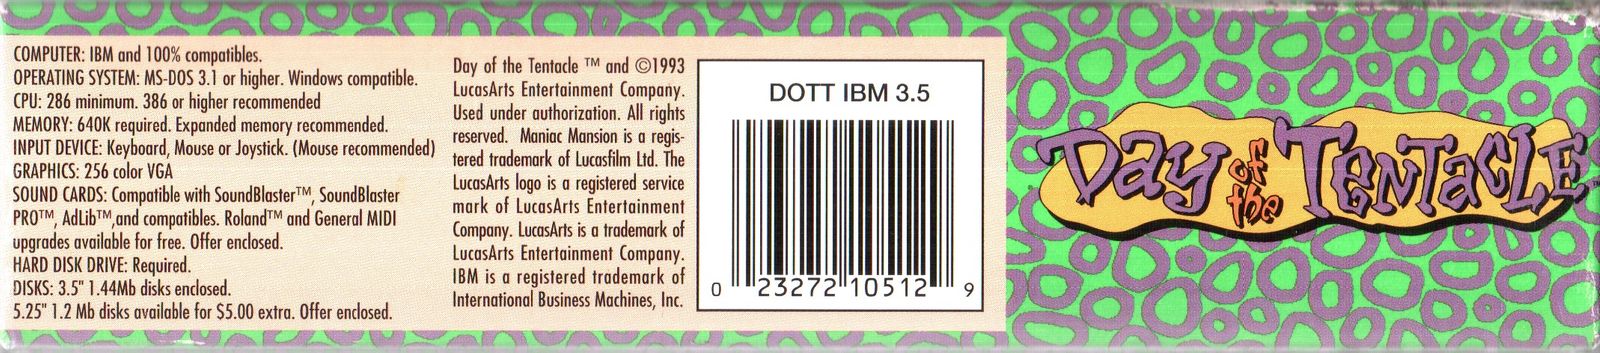 COMPUTER: IBM and 100% compatibles.
OPERATING SYSTEM: MS-DOS 3.1 or higher. Windows compatible.
CPU: 286 minimum. 386 or higher recommended
MEMORY: 640K required. Expanded memory recommended.
INPUT DEVICE: Keyboard, Mouse or Joystick. (Mouse recommended)
GRAPHICS: 256 color VGA
SOUND CARDS: Compatible with SoundBlaster™, SoundBlaster
PRO™, AdLib™,and compatibles. Roland™ and General MIDI
upgrades available for free. Offer enclosed.
HARD DISK DRIVE: Required.
DISKS: 3.5" 1.44Mb disks enclosed.
5.25" 1.2 Mb disks available for $5.00 extra. Offer enclosed.
Day of the Tentacle ™ and ©1993
LucasArts Entertainment Company.
Used under authorization. All rights
reserved. Maniac Mansion is a regis-
tered trademark of Lucasfilm Ltd. The
LucasArts logo is a registered service
mark of LucasArts Entertainment
Company. LucasArts is a trademark of
LucasArts Entertainment Company.
IBM is a registered trademark of
International Business Machines, Inc.
DOTT IBM 3.5
0 23272 10512 9
Day of the TENTACLE™